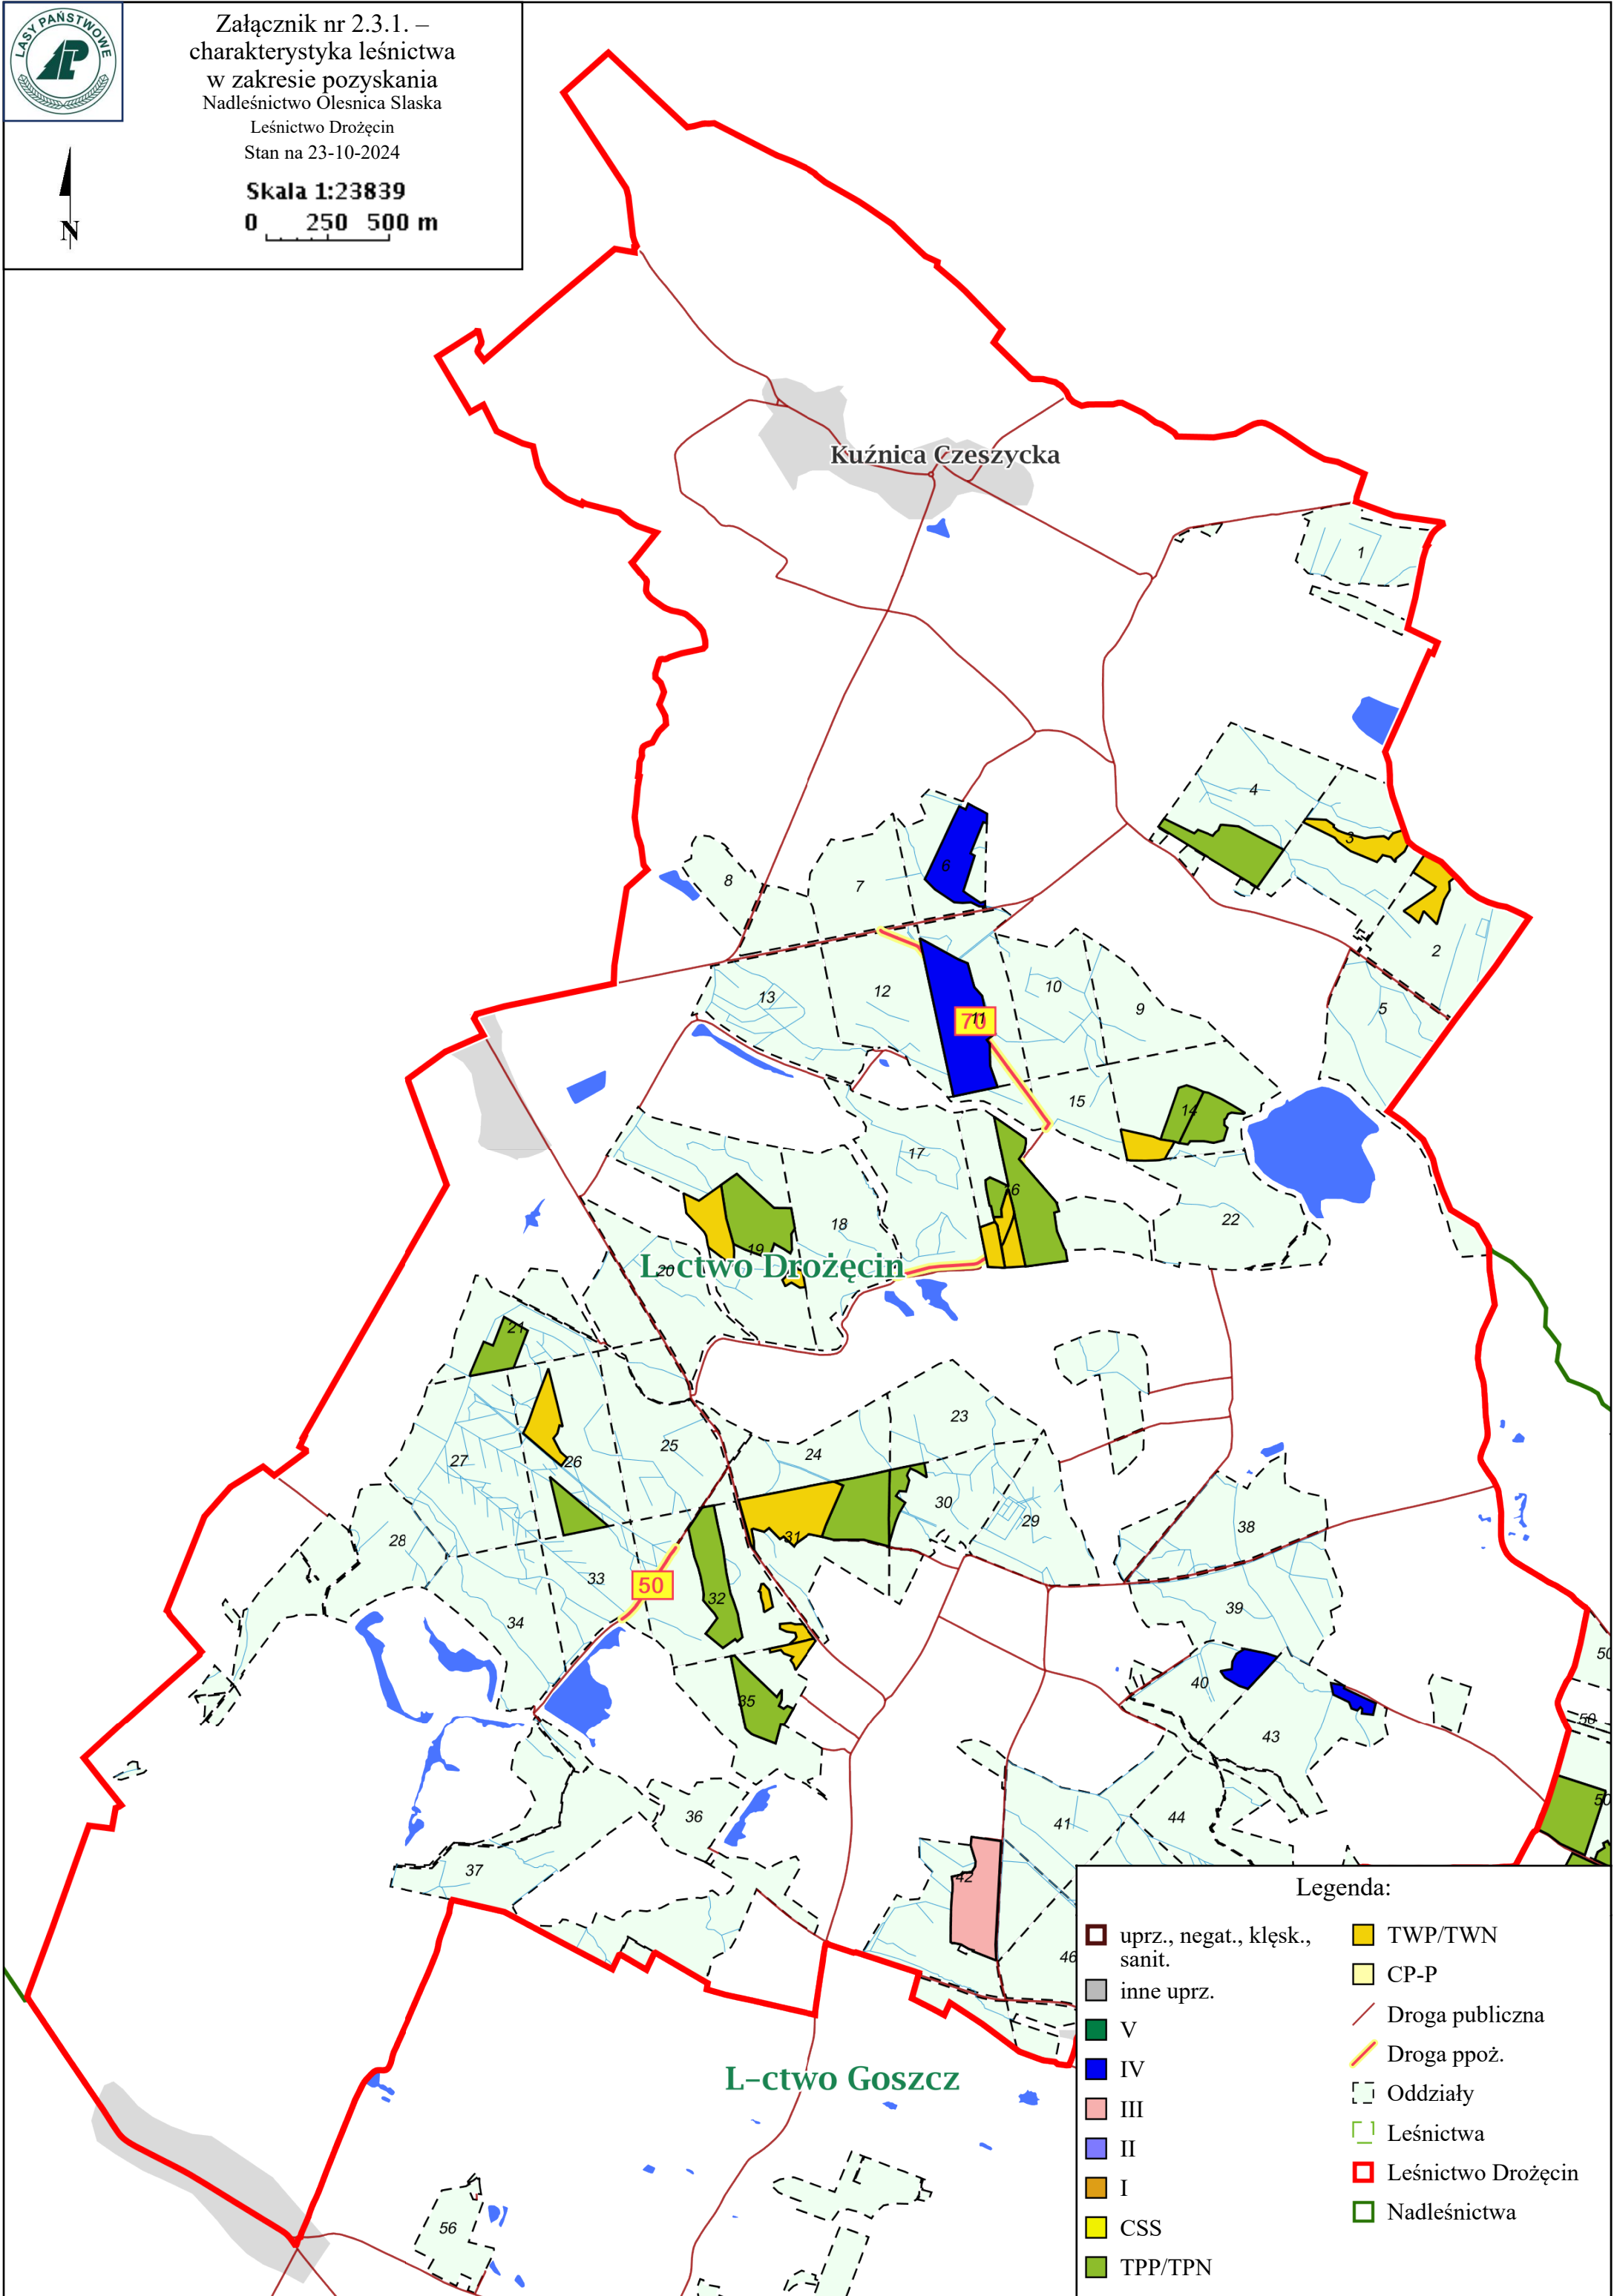 LASY PAŃSTWOWE
Załącznik nr 2.3.1. –
charakterystyka leśnictwa
w zakresie pozyskania
Nadleśnictwo Olesnica Slaska
Leśnictwo Drożęcin
Stan na 23-10-2024
Skala 1:23839
0 250 500 m
N
Kuźnica Czeszycka
1
4
3
2
5
6
7
8
13
12
11
70
10
9
15
14
17
16
18
22
19
20
L-ctwo Drożęcin
21
23
24
25
26
27
28
30
29
31
38
33
50
32
34
39
35
40
43
50
50
50
36
41
44
37
42
46
L-ctwo Goszcz
56
Legenda:
uprz., negat., klęsk.,
sanit.
inne uprz.
V
IV
III
II
I
CSS
TPP/TPN
TWP/TWN
CP-P
Droga publiczna
Droga ppoż.
Oddziały
Leśnictwa
Leśnictwo Drożęcin
Nadleśnictwa